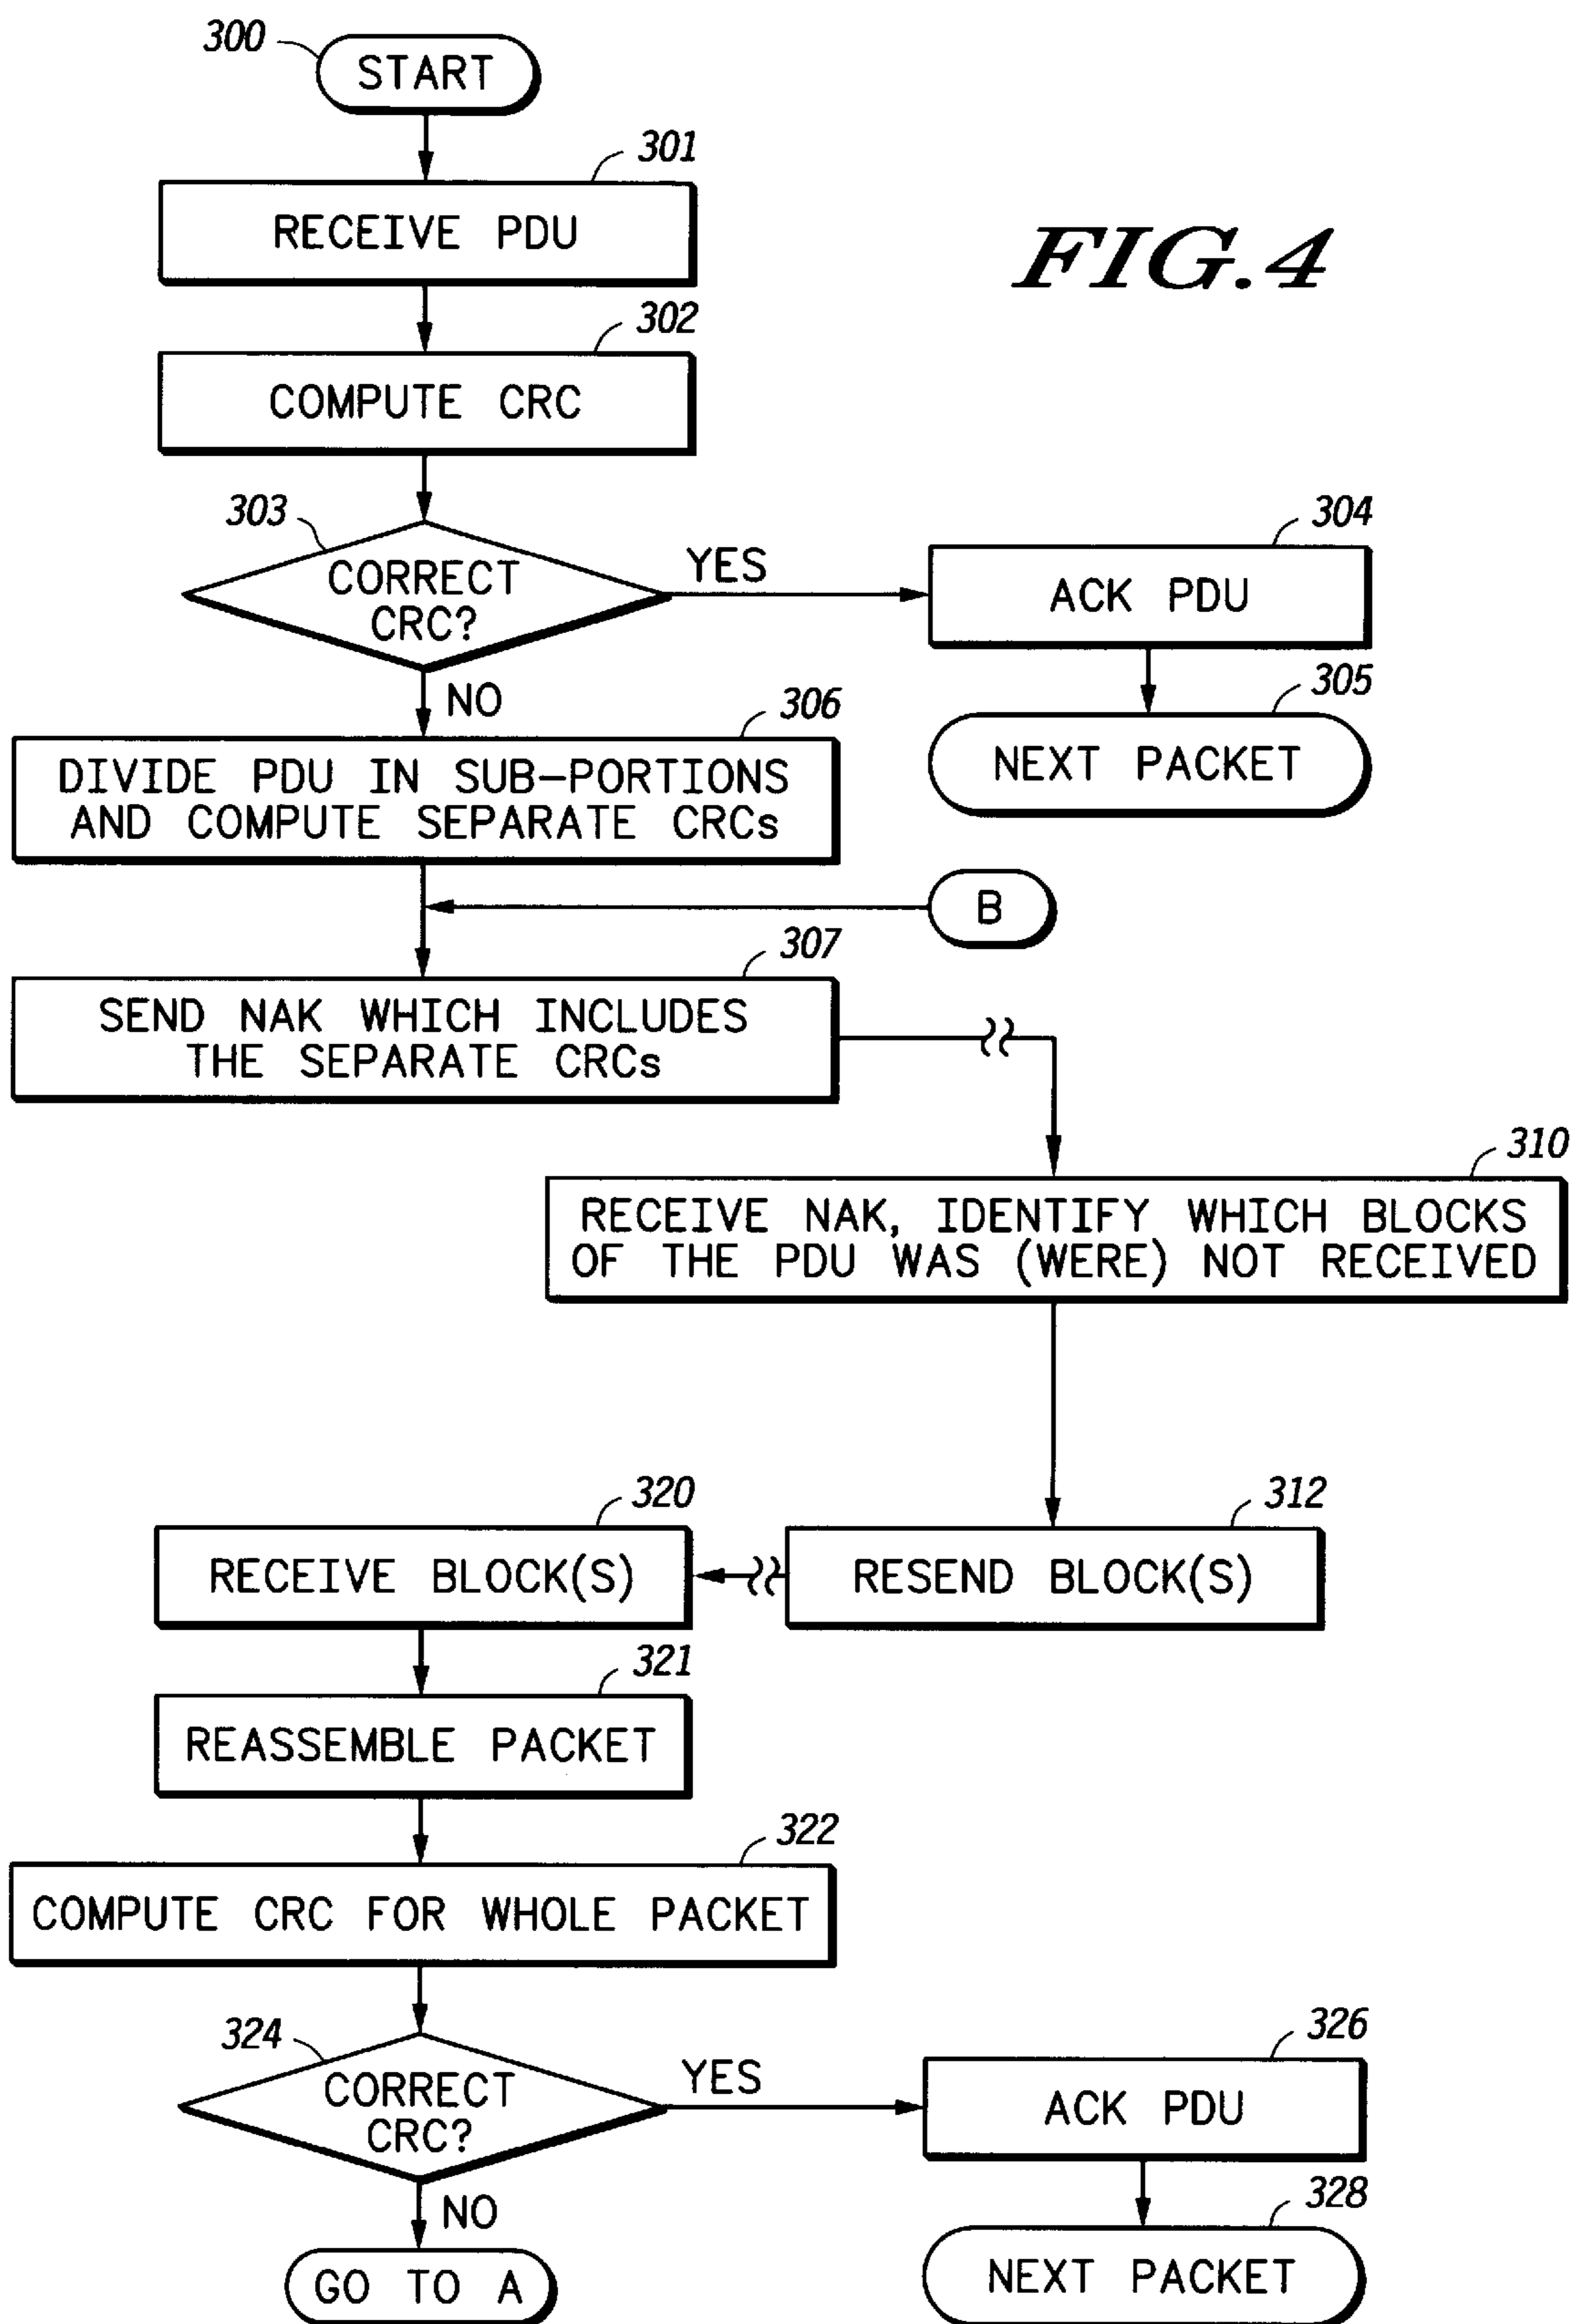 300
START
301
RECEIVE PDU
FIG.4
302
COMPUTE CRC
303
CORRECT
CRC?
YES
304
ACK PDU
NO
305
NEXT PACKET
306
DIVIDE PDU IN SUB-PORTIONS
AND COMPUTE SEPARATE CRCs
B
307
SEND NAK WHICH INCLUDES
THE SEPARATE CRCs
310
RECEIVE NAK, IDENTIFY WHICH BLOCKS
OF THE PDU WAS (WERE) NOT RECEIVED
312
RESEND BLOCK(S)
320
RECEIVE BLOCK(S)
321
REASSEMBLE PACKET
322
COMPUTE CRC FOR WHOLE PACKET
324
CORRECT
CRC?
YES
326
ACK PDU
NO
328
NEXT PACKET
GO TO A